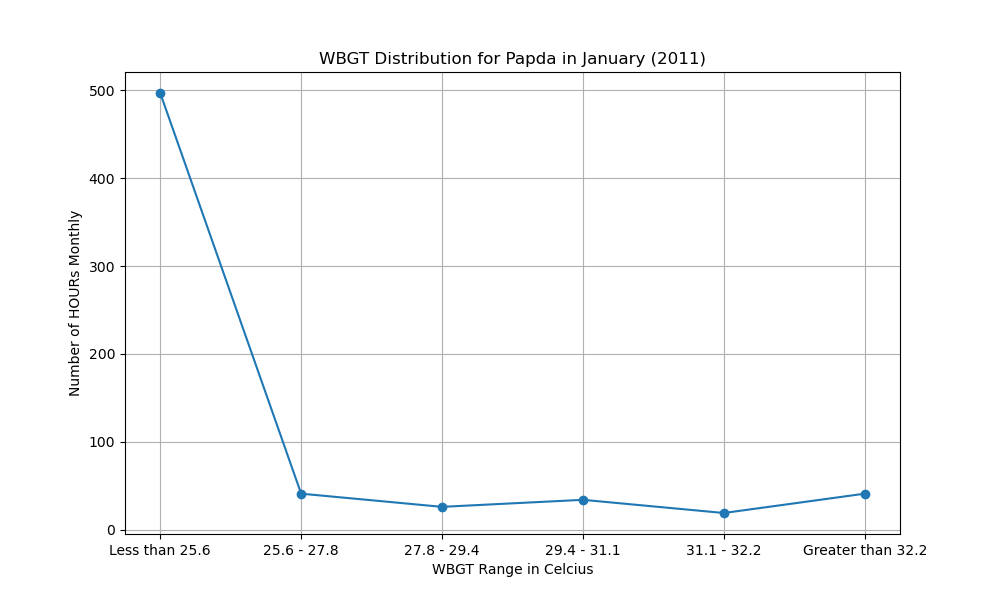 WBGT Distribution for Papda in January (2011)
Number of HOURs Monthly
500
400
300
200
100
0
Less than 25.6
25.6 - 27.8
27.8 - 29.4
29.4 - 31.1
31.1 - 32.2
Greater than 32.2
WBGT Range in Celcius